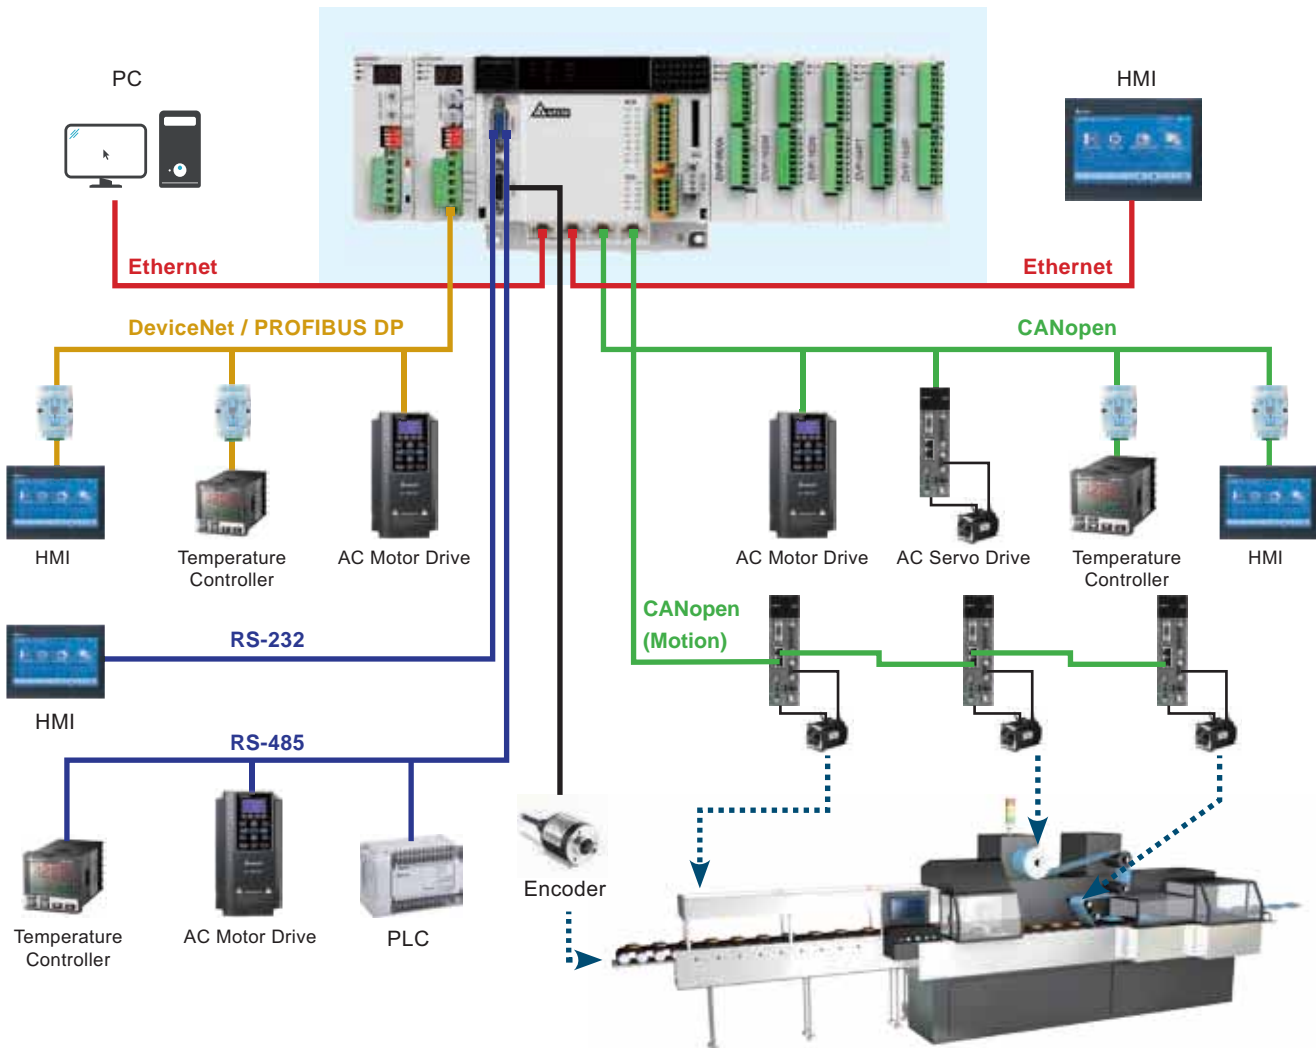 PC
HMI
Ethernet
Ethernet
DeviceNet / PROFIBUS DP
CANopen
HMI
Temperature
Controller
AC Motor Drive
AC Motor Drive
AC Servo Drive
Temperature
Controller
HMI
CANopen
(Motion)
RS-232
HMI
RS-485
Encoder
Temperature
Controller
AC Motor Drive
PLC